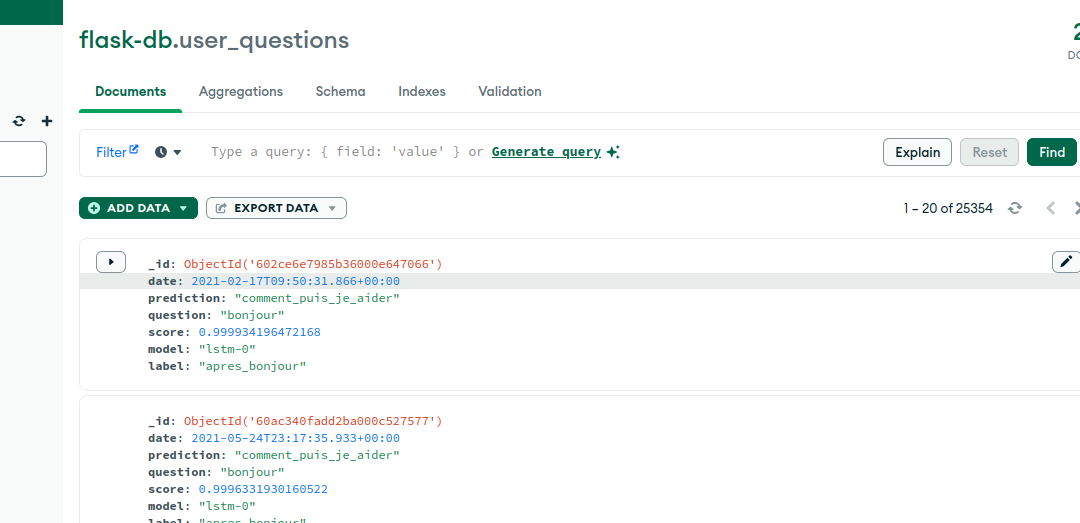 flask-db.user_questions
Documents Aggregations Schema Indexes Validation
Filter Type a query: { field: 'value' } or Generate query Explain Reset Find
ADD DATA EXPORT DATA 1 – 20 of 25354
_id: ObjectId('602ce6e7985b36000e647066')
date: 2021-02-17T09:50:31.866+00:00
prediction: "comment_puis_je_aider"
question: "bonjour"
score: 0.999934196472168
model: "lstm-0"
label: "apres_bonjour"
_id: ObjectId('60ac340fadd2ba000c527577')
date: 2021-05-24T23:17:35.933+00:00
prediction: "comment_puis_je_aider"
question: "bonjour"
score: 0.9996331930160522
model: "lstm-0"
label: "apres_bonjour"